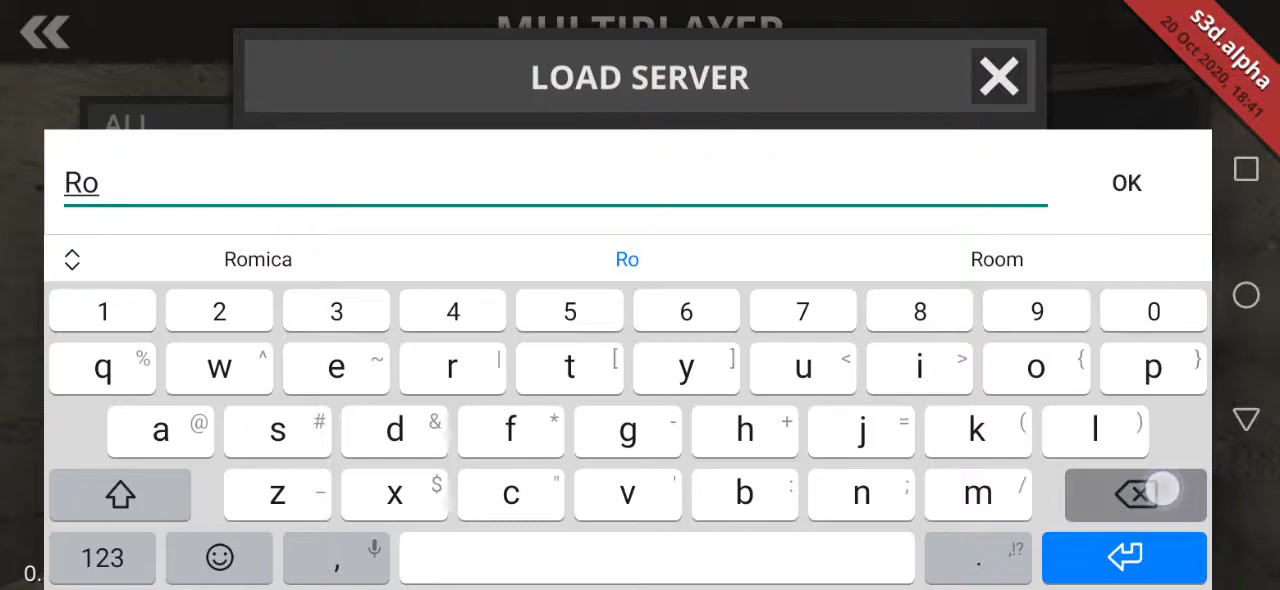 MULTIPLAYER
s3d.alpha
20 Oct 2020, 18:41
LOAD SERVER
ALL
Ro
OK
Romica Ro Room
1 2 3 4 5 6 7 8 9 0
q % w ^ e ~ r | t [ y ] u < i > o { p }
a @ s # d & f * g - h + j = k ( l )
z _ x $ c " v ' b : n ; m /
123 , . ,!?
0.